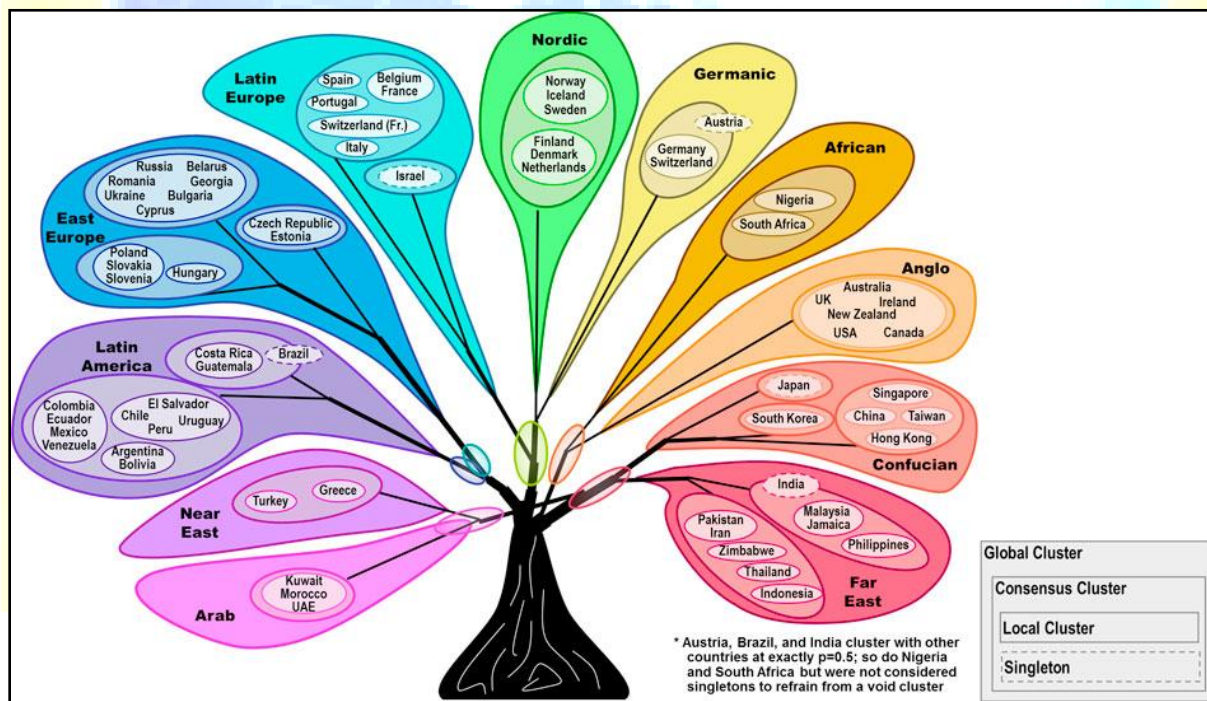 Nordic
Norway
Iceland
Sweden
Finland
Denmark
Netherlands
Germanic
Austria
Germany
Switzerland
Latin
Europe
Spain
Belgium
France
Portugal
Switzerland (Fr.)
Italy
Israel
African
Nigeria
South Africa
East
Europe
Russia Belarus
Romania Georgia
Ukraine Bulgaria
Cyprus
Czech Republic
Estonia
Poland
Slovakia
Slovenia
Hungary
Anglo
Australia
UK Ireland
New Zealand
USA Canada
Latin
America
Costa Rica
Guatemala
Brazil
Colombia
Ecuador
Mexico
Venezuela
El Salvador
Chile Uruguay
Peru
Argentina
Bolivia
Confucian
Japan
South Korea
Singapore
China Taiwan
Hong Kong
Near
East
Turkey
Greece
Far
East
India
Malaysia
Jamaica
Philippines
Pakistan
Iran
Zimbabwe
Thailand
Indonesia
Arab
Kuwait
Morocco
UAE
* Austria, Brazil, and India cluster with other
countries at exactly p=0.5; so do Nigeria
and South Africa but were not considered
singletons to refrain from a void cluster
Global Cluster
Consensus Cluster
Local Cluster
Singleton